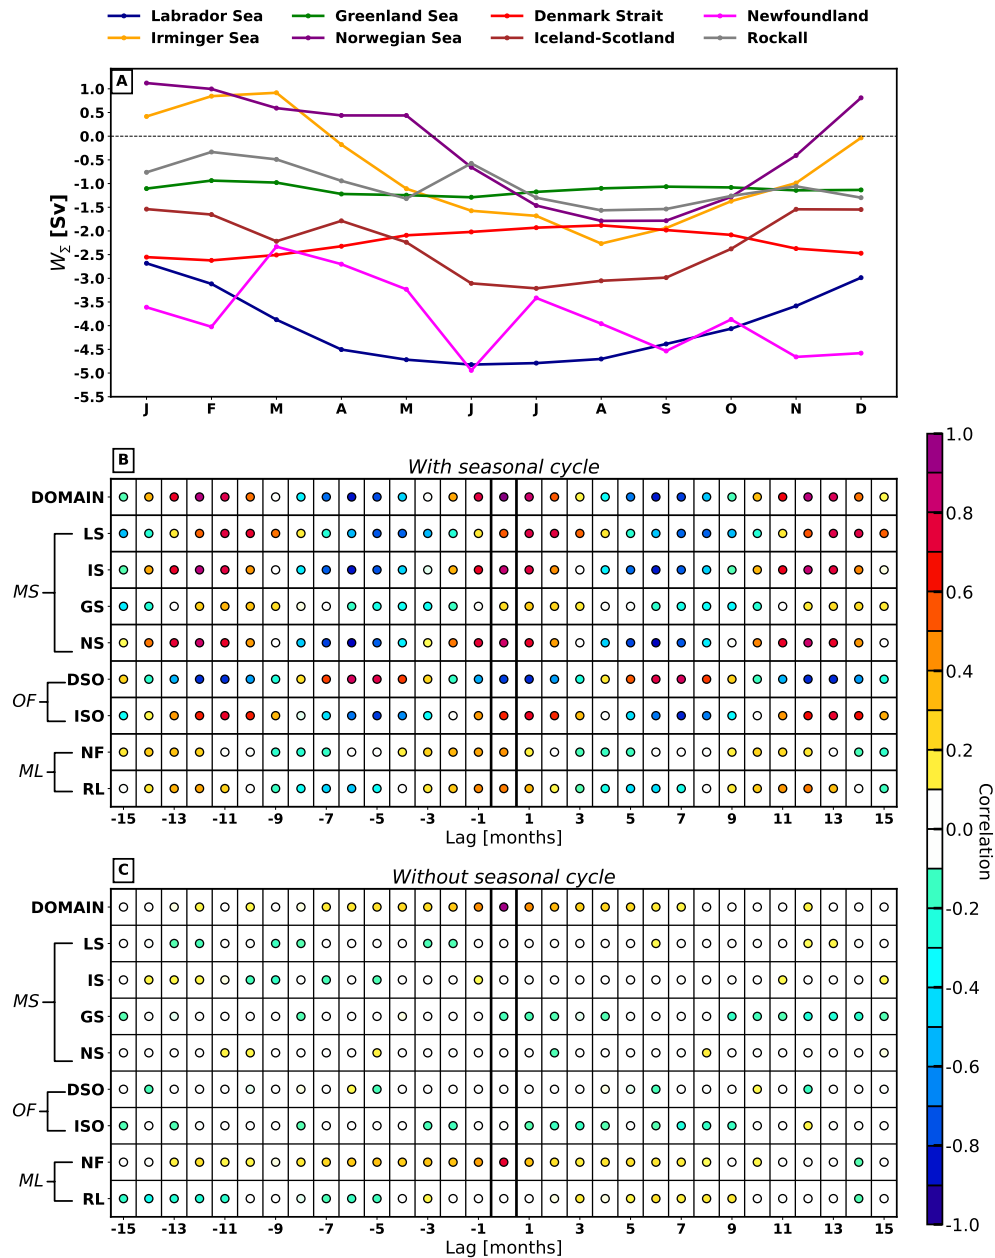 Labrador Sea Greenland Sea Denmark Strait Newfoundland
Irminger Sea Norwegian Sea Iceland-Scotland Rockall
A
1.0
0.5
0.0
-0.5
-1.0
-1.5
-2.0
-2.5
-3.0
-3.5
-4.0
-4.5
-5.0
-5.5
W_Σ [Sv]
J F M A M J J A S O N D
B
With seasonal cycle
DOMAIN
LS
IS
GS
NS
DSO
ISO
NF
RL
MS
OF
ML
-15 -13 -11 -9 -7 -5 -3 -1 1 3 5 7 9 11 13 15
Lag [months]
C
Without seasonal cycle
DOMAIN
LS
IS
GS
NS
DSO
ISO
NF
RL
MS
OF
ML
-15 -13 -11 -9 -7 -5 -3 -1 1 3 5 7 9 11 13 15
Lag [months]
1.0
0.8
0.6
0.4
0.2
0.0
-0.2
-0.4
-0.6
-0.8
-1.0
Correlation